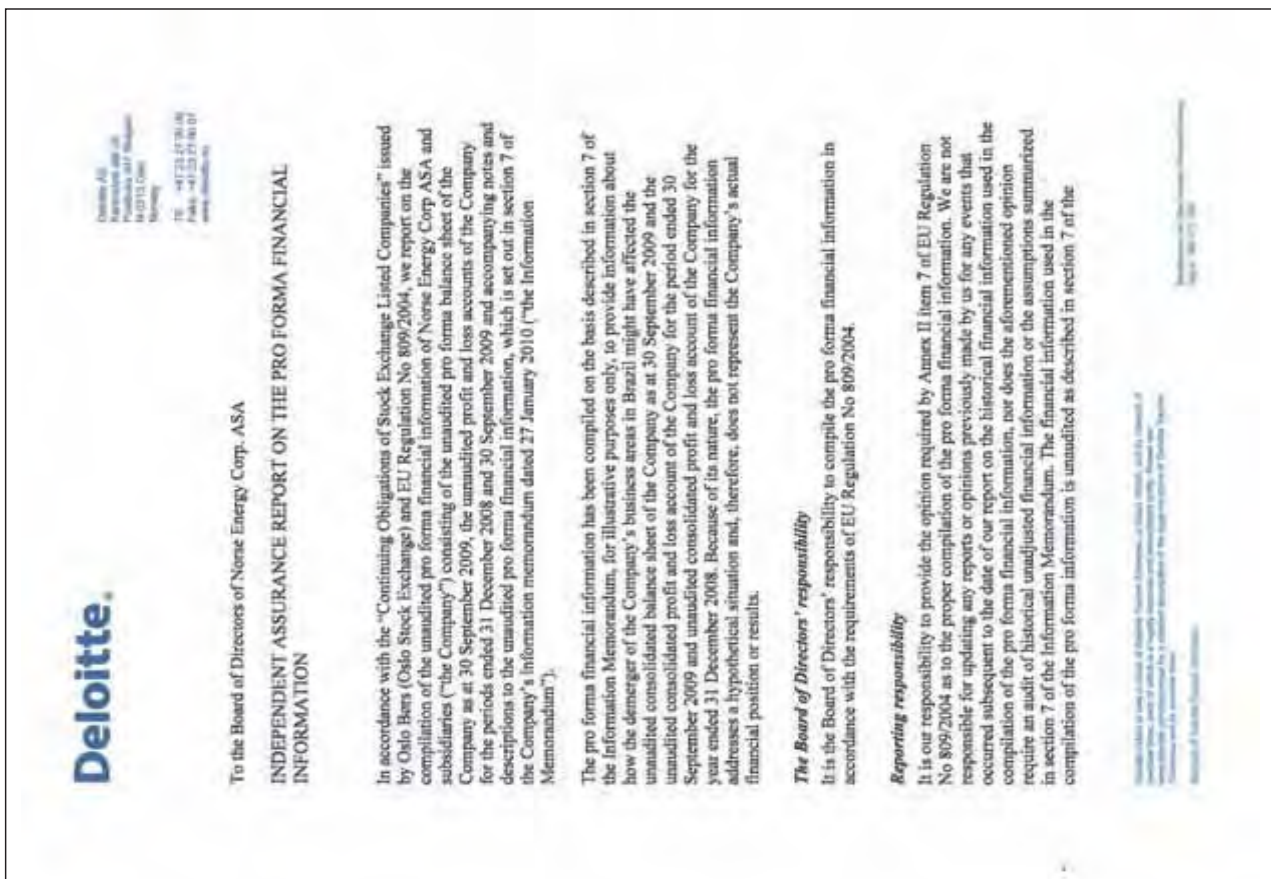 Deloitte.
Deloitte AS
Norway
To the Board of Directors of Norse Energy Corp. ASA
INDEPENDENT ASSURANCE REPORT ON THE PRO FORMA FINANCIAL
INFORMATION
In accordance with the "Continuing Obligations of Stock Exchange Listed Companies" issued
by Oslo Børs (Oslo Stock Exchange) and EU Regulation No 809/2004, we report on the
compilation of the unaudited pro forma financial information of Norse Energy Corp ASA and
subsidiaries ("the Company") consisting of the unaudited pro forma balance sheet of the
Company as at 30 September 2009, the unaudited profit and loss accounts of the Company
for the periods ended 31 December 2008 and 30 September 2009 and accompanying notes and
descriptions to the unaudited pro forma financial information, which is set out in section 7 of
the Company's Information memorandum dated 27 January 2010 ("the Information
Memorandum").
The pro forma financial information has been compiled on the basis described in section 7 of
the Information Memorandum, for illustrative purposes only, to provide information about
how the demerger of the Company's business areas in Brazil might have affected the
unaudited consolidated balance sheet of the Company as at 30 September 2009 and the
unaudited consolidated profit and loss account of the Company for the period ended 30
September 2009 and unaudited consolidated profit and loss account of the Company for the
year ended 31 December 2008. Because of its nature, the pro forma financial information
addresses a hypothetical situation and, therefore, does not represent the Company's actual
financial position or results.
The Board of Directors' responsibility
It is the Board of Directors' responsibility to compile the pro forma financial information in
accordance with the requirements of EU Regulation No 809/2004.
Reporting responsibility
It is our responsibility to provide the opinion required by Annex II item 7 of EU Regulation
No 809/2004 as to the proper compilation of the pro forma financial information. We are not
responsible for updating any reports or opinions previously made by us for any events that
occurred subsequent to the date of our report on the historical financial information used in the
compilation of the pro forma financial information, nor does the aforementioned opinion
require an audit of historical unadjusted financial information or the assumptions summarized
in section 7 of the Information Memorandum. The financial information used in the
compilation of the pro forma information is unaudited as described in section 7 of the